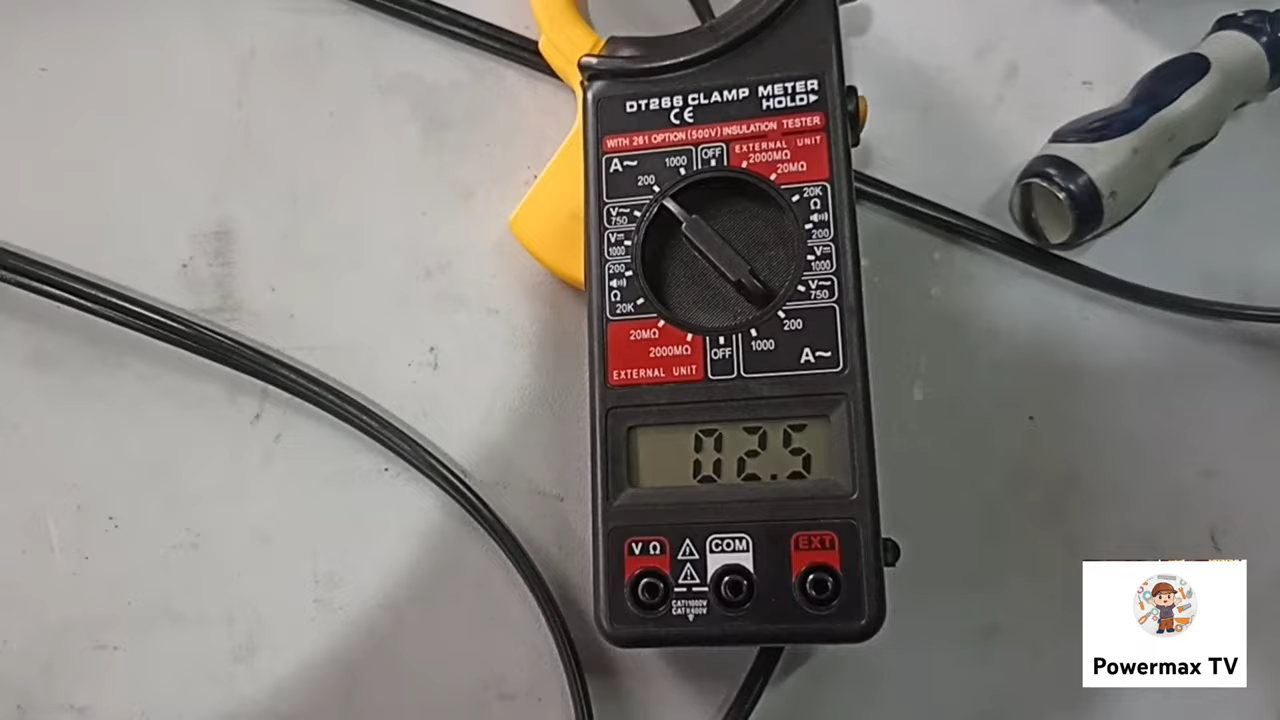 DT266 CLAMP METER
HOLD▶
CE
WITH 261 OPTION (500V) INSULATION TESTER
A~ 1000
200
OFF
EXTERNAL UNIT
2000MΩ
20MΩ
V~
750
V⎓
1000
200
Ω
20K
20K
Ω
200
V⎓
1000
V~
750
20MΩ
2000MΩ
EXTERNAL UNIT
OFF
200
1000
A~
02.5
V Ω
COM
EXT
CAT I 1000V
CAT II 600V
Powermax TV